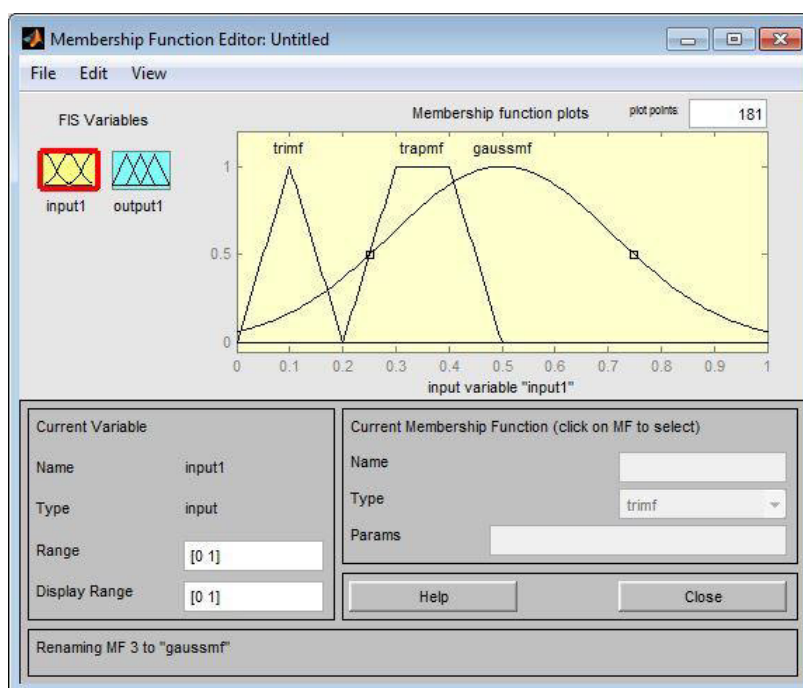 Membership Function Editor: Untitled
File Edit View
FIS Variables
input1 output1
Membership function plots
plot points:
181
trimf trapmf gaussmf
1
0.5
0
0 0.1 0.2 0.3 0.4 0.5 0.6 0.7 0.8 0.9 1
input variable "input1"
Current Variable
Name input1
Type input
Range [0 1]
Display Range [0 1]
Current Membership Function (click on MF to select)
Name
Type trimf
Params
Help Close
Renaming MF 3 to "gaussmf"